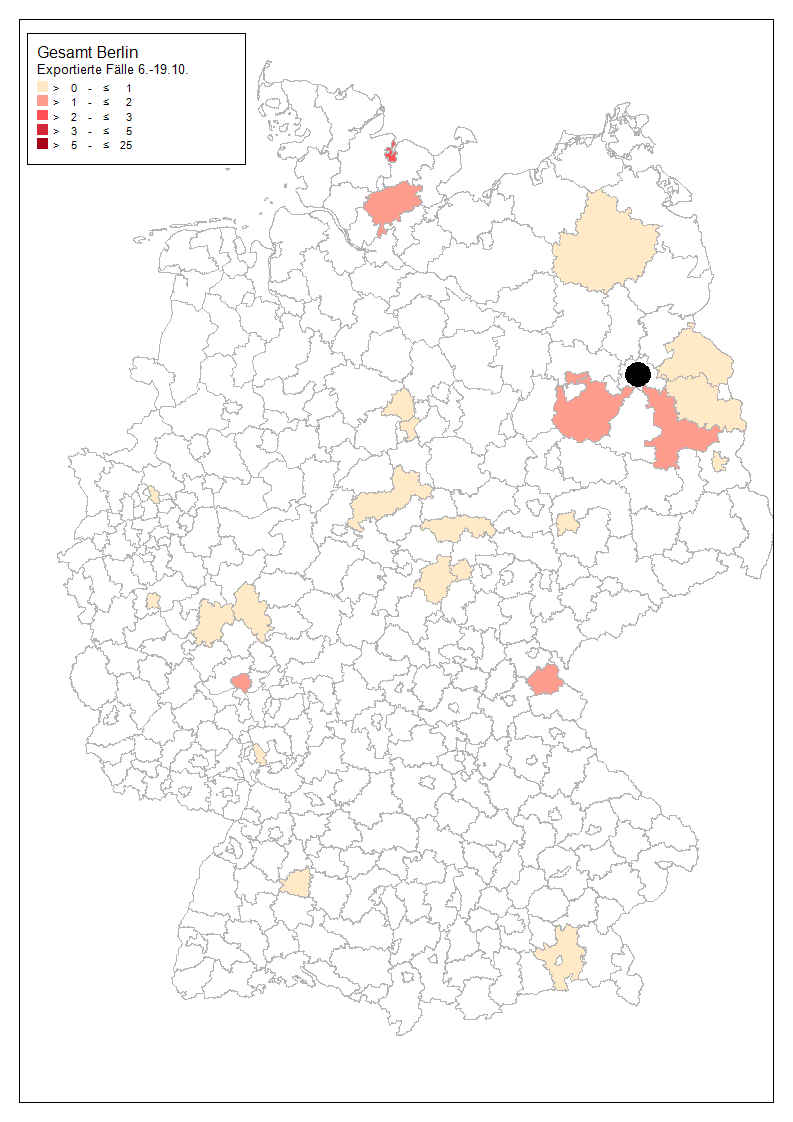 Gesamt Berlin
Exportierte Fälle 6.-19.10.
> 0 - ≤ 1
> 1 - ≤ 2
> 2 - ≤ 3
> 3 - ≤ 5
> 5 - ≤ 25